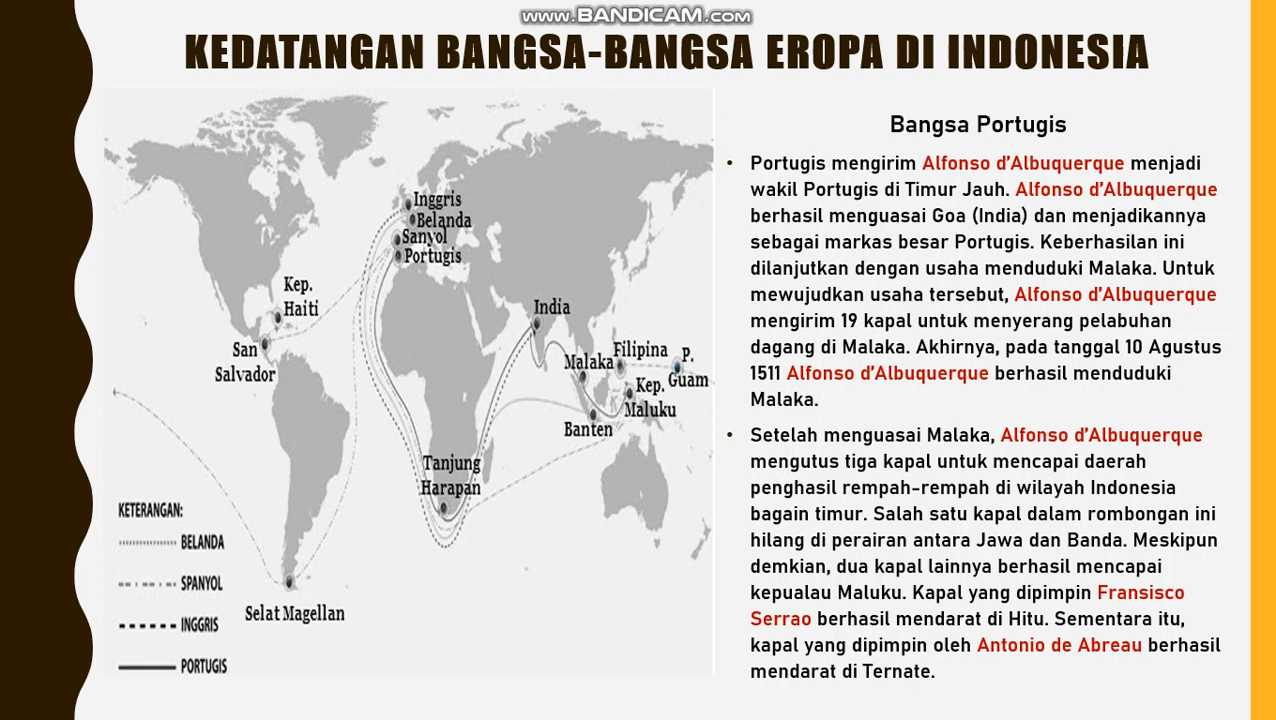 www.BANDICAM.com
KEDATANGAN BANGSA-BANGSA EROPA DI INDONESIA
Inggris
Belanda
Sanyol
Portugis
Kep.
Haiti
San
Salvador
India
Malaka
Filipina
P.
Guam
Kep.
Maluku
Banten
Tanjung
Harapan
KETERANGAN:
BELANDA
SPANYOL
INGGRIS
PORTUGIS
Selat Magellan
Bangsa Portugis
• Portugis mengirim Alfonso d’Albuquerque menjadi
wakil Portugis di Timur Jauh. Alfonso d’Albuquerque
berhasil menguasai Goa (India) dan menjadikannya
sebagai markas besar Portugis. Keberhasilan ini
dilanjutkan dengan usaha menduduki Malaka. Untuk
mewujudkan usaha tersebut, Alfonso d’Albuquerque
mengirim 19 kapal untuk menyerang pelabuhan
dagang di Malaka. Akhirnya, pada tanggal 10 Agustus
1511 Alfonso d’Albuquerque berhasil menduduki
Malaka.
• Setelah menguasai Malaka, Alfonso d’Albuquerque
mengutus tiga kapal untuk mencapai daerah
penghasil rempah-rempah di wilayah Indonesia
bagain timur. Salah satu kapal dalam rombongan ini
hilang di perairan antara Jawa dan Banda. Meskipun
demkian, dua kapal lainnya berhasil mencapai
kepualau Maluku. Kapal yang dipimpin Fransisco
Serrao berhasil mendarat di Hitu. Sementara itu,
kapal yang dipimpin oleh Antonio de Abreau berhasil
mendarat di Ternate.